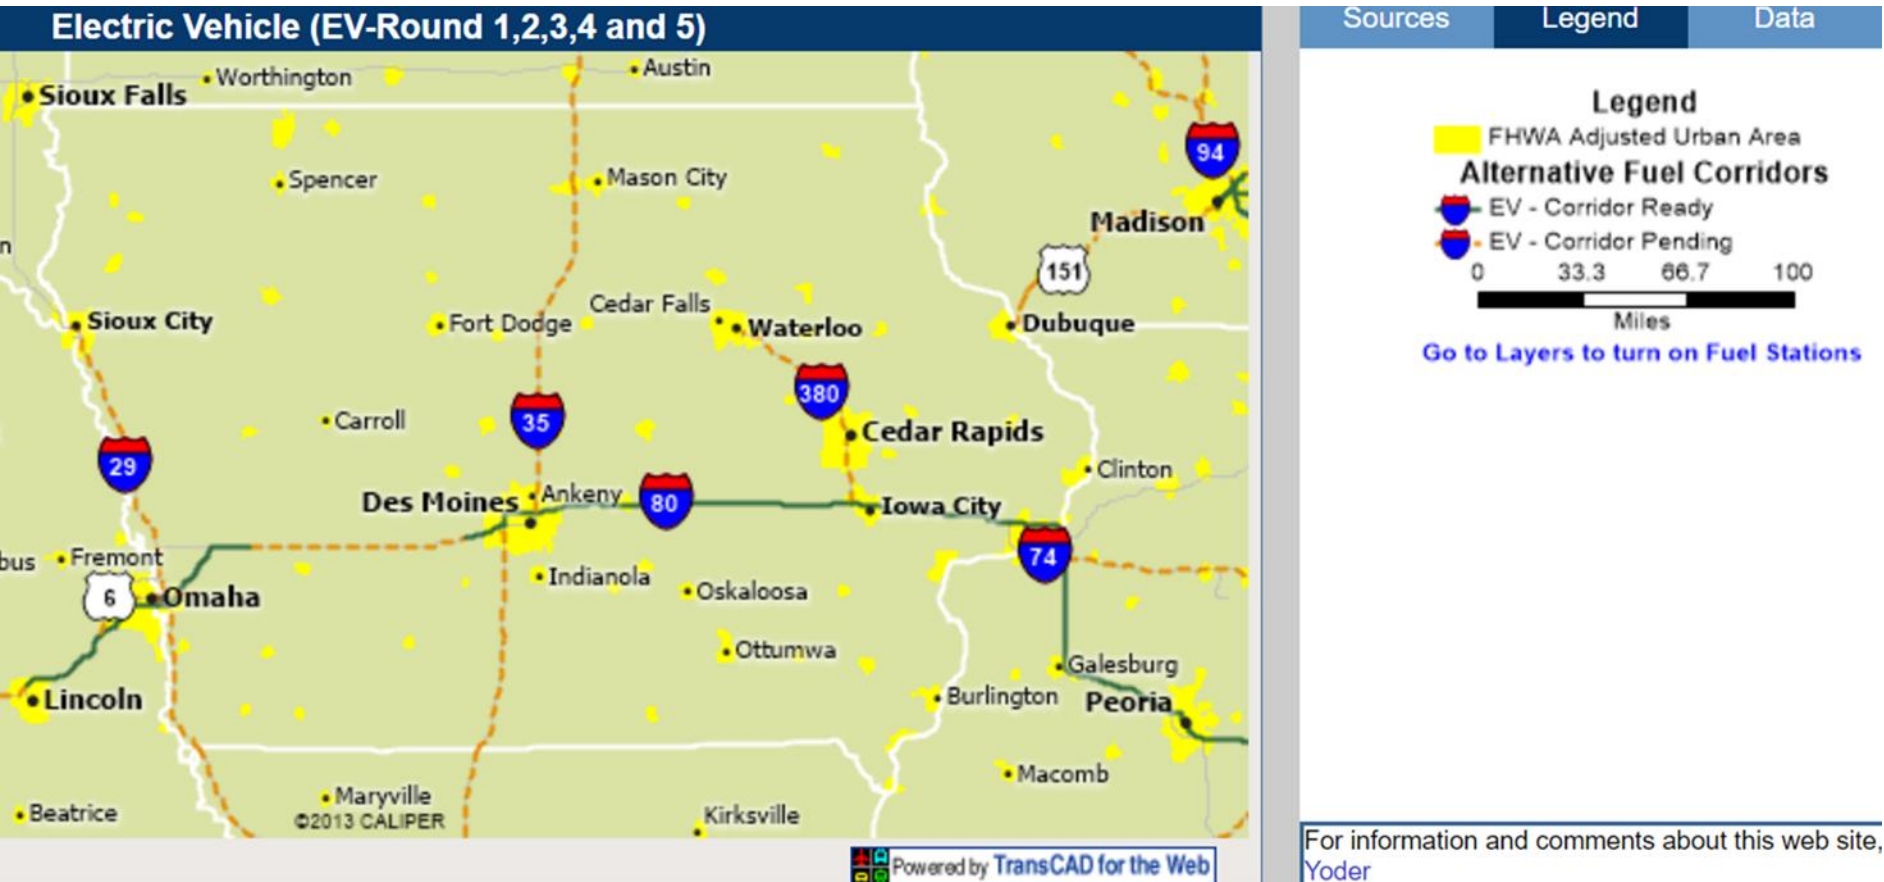 Electric Vehicle (EV-Round 1,2,3,4 and 5)
Sources
Legend
Data
Austin
Worthington
Sioux Falls
94
Spencer
Mason City
Madison
n
151
Cedar Falls
Sioux City
Fort Dodge
Waterloo
Dubuque
380
35
Carroll
Cedar Rapids
29
Clinton
Des Moines
Ankeny
80
Iowa City
bus
Fremont
74
Indianola
6
Omaha
Oskaloosa
Ottumwa
Galesburg
Lincoln
Burlington
Peoria
Macomb
Maryville
©2013 CALIPER
Beatrice
Kirksville
Powered by TransCAD for the Web
Legend
FHWA Adjusted Urban Area
Alternative Fuel Corridors
EV - Corridor Ready
EV - Corridor Pending
0 33.3 66.7 100
Miles
Go to Layers to turn on Fuel Stations
For information and comments about this web site,
Yoder